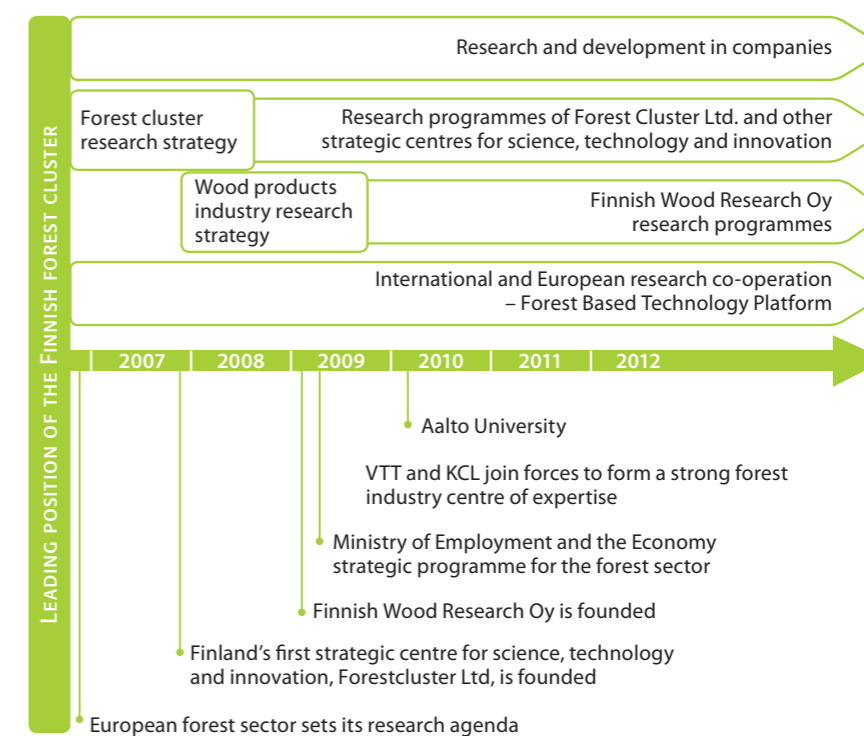 LEADING POSITION OF THE FINNISH FOREST CLUSTER
Research and development in companies
Forest cluster
research strategy
Research programmes of Forest Cluster Ltd. and other
strategic centres for science, technology and innovation
Wood products
industry research
strategy
Finnish Wood Research Oy
research programmes
International and European research co-operation
– Forest Based Technology Platform
2007 2008 2009 2010 2011 2012
Aalto University
VTT and KCL join forces to form a strong forest
industry centre of expertise
Ministry of Employment and the Economy
strategic programme for the forest sector
Finnish Wood Research Oy is founded
Finland's first strategic centre for science, technology
and innovation, Forestcluster Ltd, is founded
European forest sector sets its research agenda